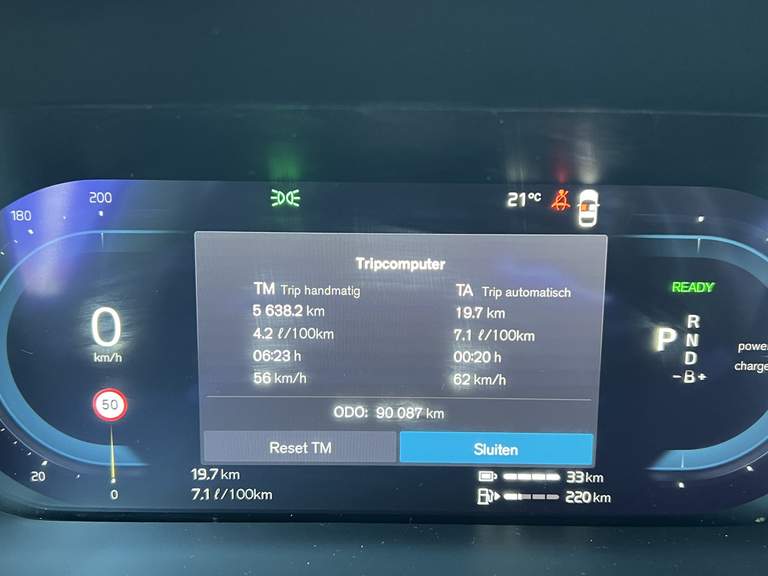 200
180
21°C
Tripcomputer
TM Trip handmatig
TA Trip automatisch
5 638.2 km
19.7 km
4.2 ℓ/100km
7.1 ℓ/100km
06:23 h
00:20 h
56 km/h
62 km/h
ODO: 90 087 km
Reset TM
Sluiten
0
km/h
50
20
0
19.7 km
7.1 ℓ/100km
READY
P
R
N
D
-B+
power
charge
33 km
220 km